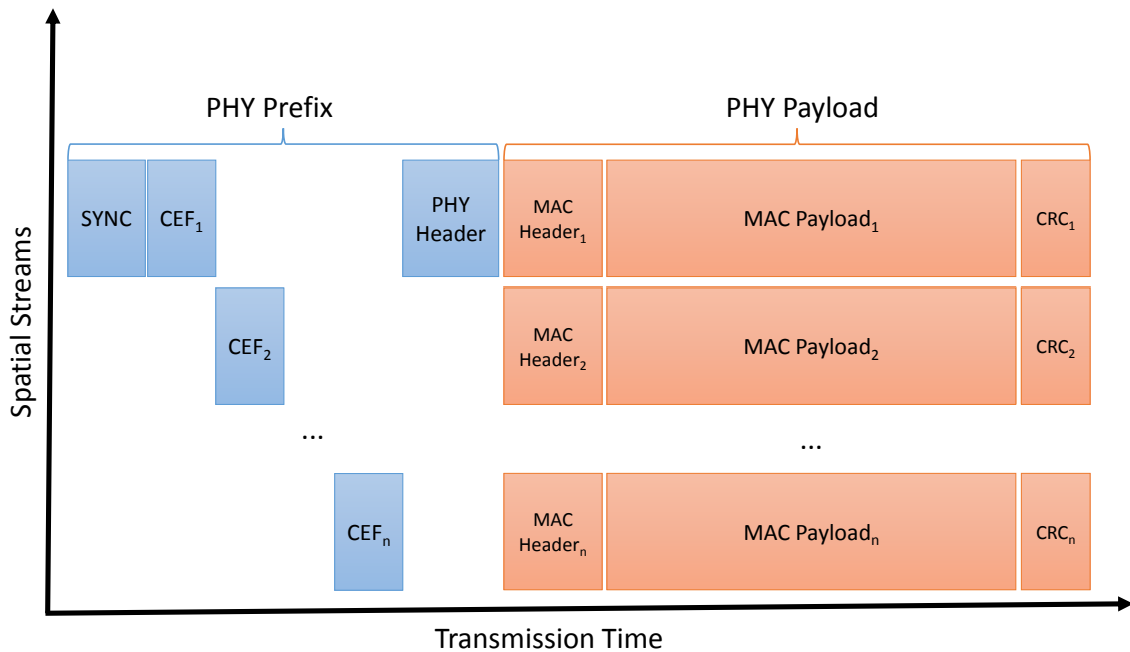 PHY Prefix PHY Payload
SYNC CEF₁ PHY Header MAC Header₁ MAC Payload₁ CRC₁
CEF₂ MAC Header₂ MAC Payload₂ CRC₂
... ...
CEFₙ MAC Headerₙ MAC Payloadₙ CRCₙ
Spatial Streams
Transmission Time